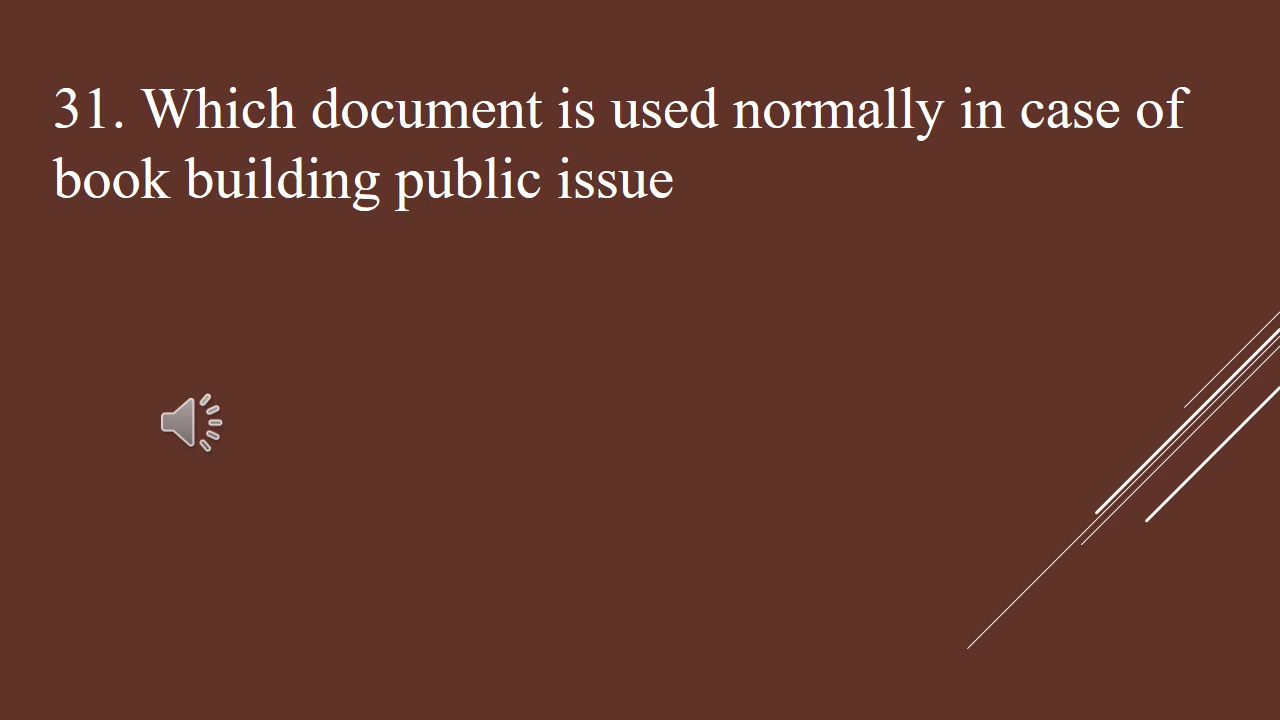 31. Which document is used normally in case of
book building public issue